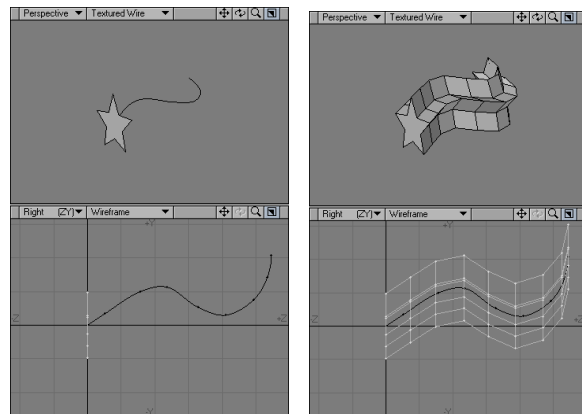 Perspective Textured Wire
Right (ZY) Wireframe
+Y
-Z +Z
-Y
Perspective Textured Wire
Right (ZY) Wireframe
+Y
-Z +Z
-Y